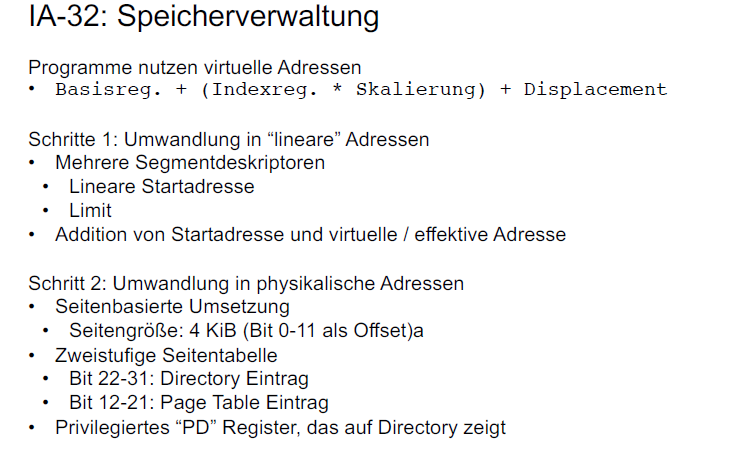 IA-32: Speicherverwaltung
Programme nutzen virtuelle Adressen
• Basisreg. + (Indexreg. * Skalierung) + Displacement
Schritte 1: Umwandlung in “lineare” Adressen
• Mehrere Segmentdeskriptoren
• Lineare Startadresse
• Limit
• Addition von Startadresse und virtuelle / effektive Adresse
Schritt 2: Umwandlung in physikalische Adressen
• Seitenbasierte Umsetzung
• Seitengröße: 4 KiB (Bit 0-11 als Offset)a
• Zweistufige Seitentabelle
• Bit 22-31: Directory Eintrag
• Bit 12-21: Page Table Eintrag
• Privilegiertes “PD” Register, das auf Directory zeigt